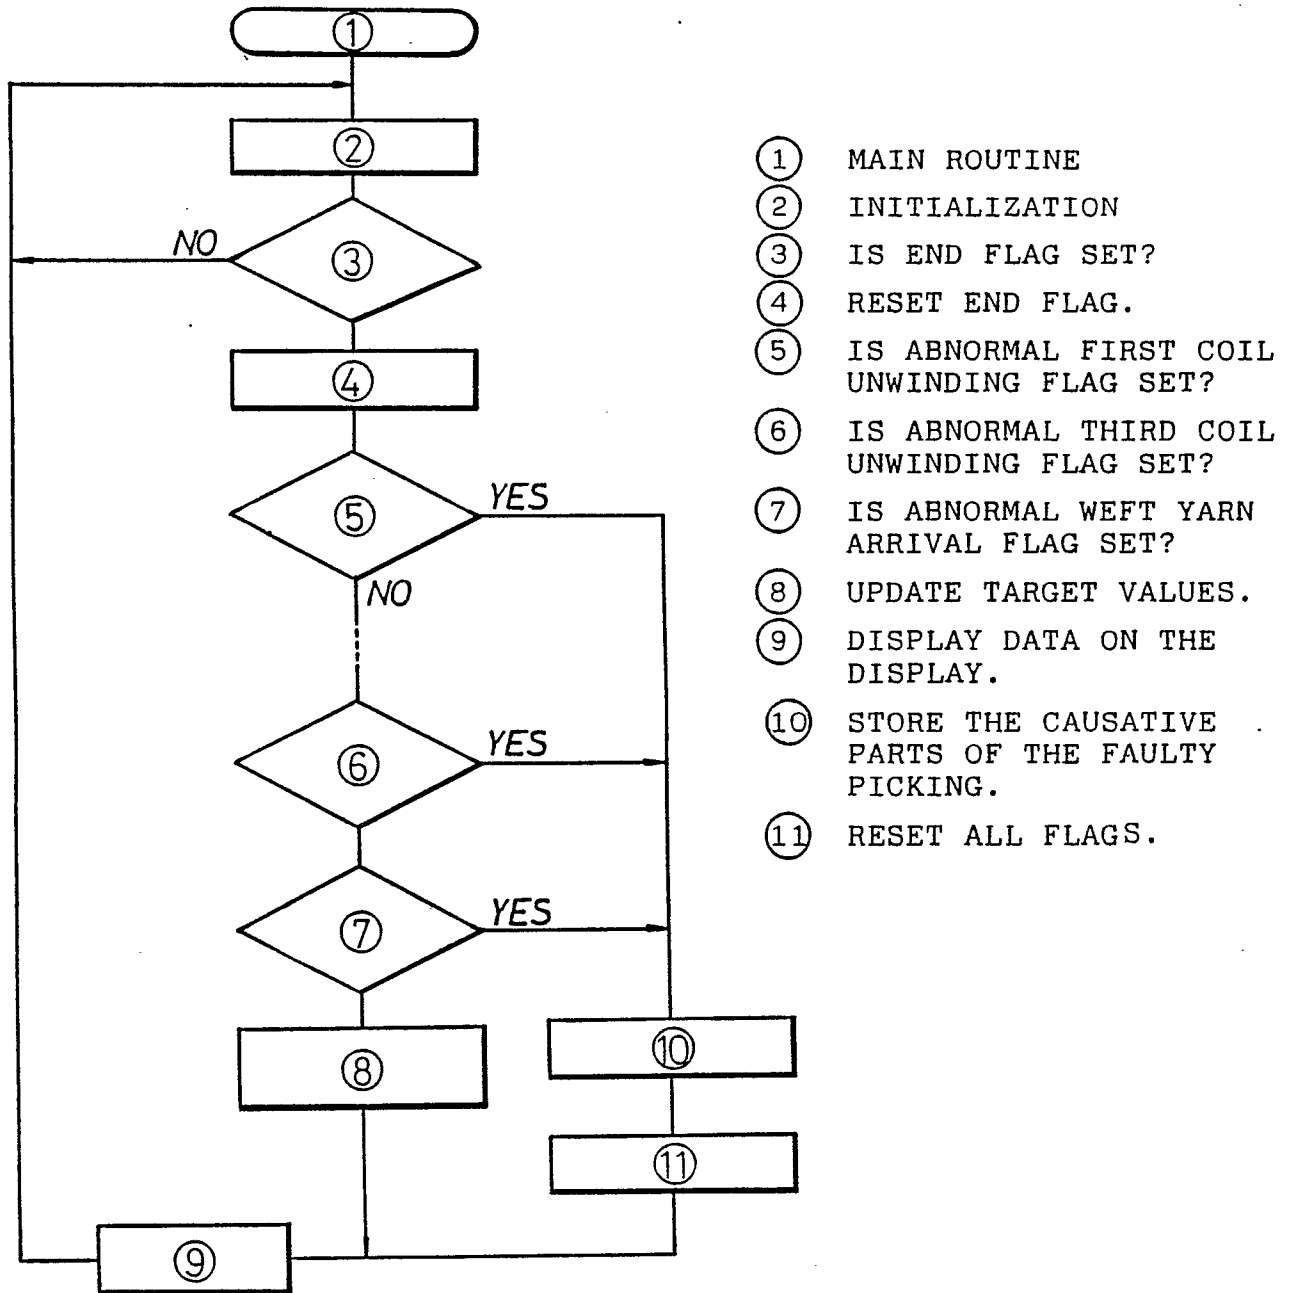 1
2
NO
3
4
5
YES
NO
6
YES
7
YES
8
10
11
9
1 MAIN ROUTINE
2 INITIALIZATION
3 IS END FLAG SET?
4 RESET END FLAG.
5 IS ABNORMAL FIRST COIL
UNWINDING FLAG SET?
6 IS ABNORMAL THIRD COIL
UNWINDING FLAG SET?
7 IS ABNORMAL WEFT YARN
ARRIVAL FLAG SET?
8 UPDATE TARGET VALUES.
9 DISPLAY DATA ON THE
DISPLAY.
10 STORE THE CAUSATIVE
PARTS OF THE FAULTY
PICKING.
11 RESET ALL FLAGS.